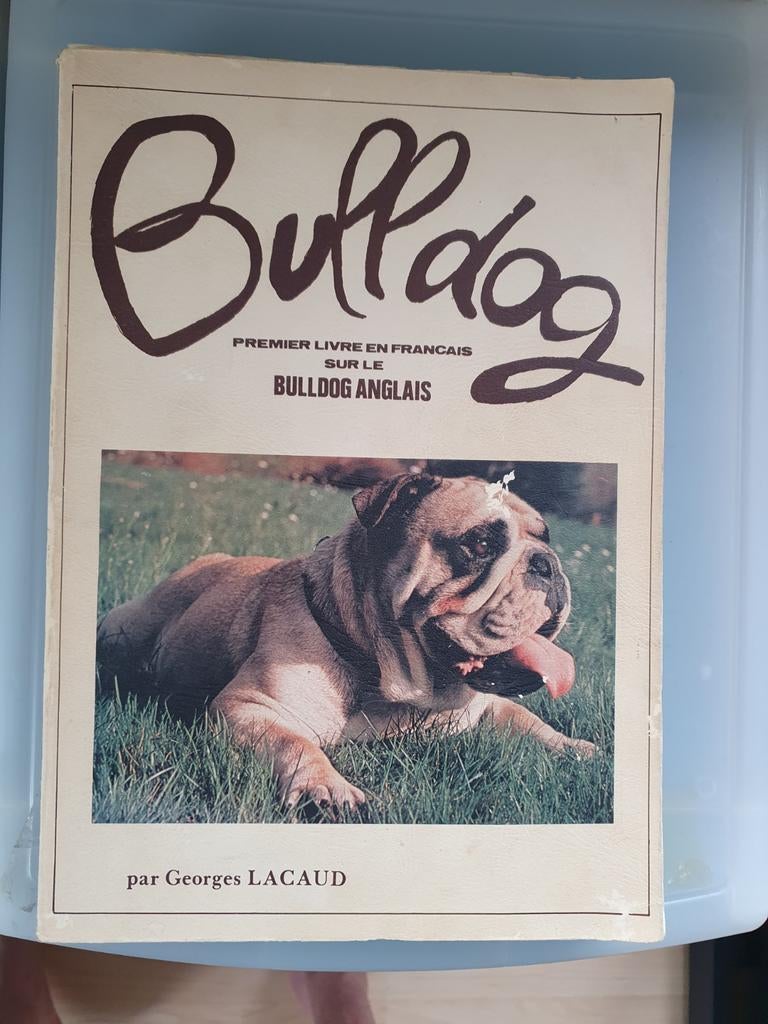 Bulldog
PREMIER LIVRE EN FRANCAIS
SUR LE
BULLDOG ANGLAIS
par Georges LACAUD